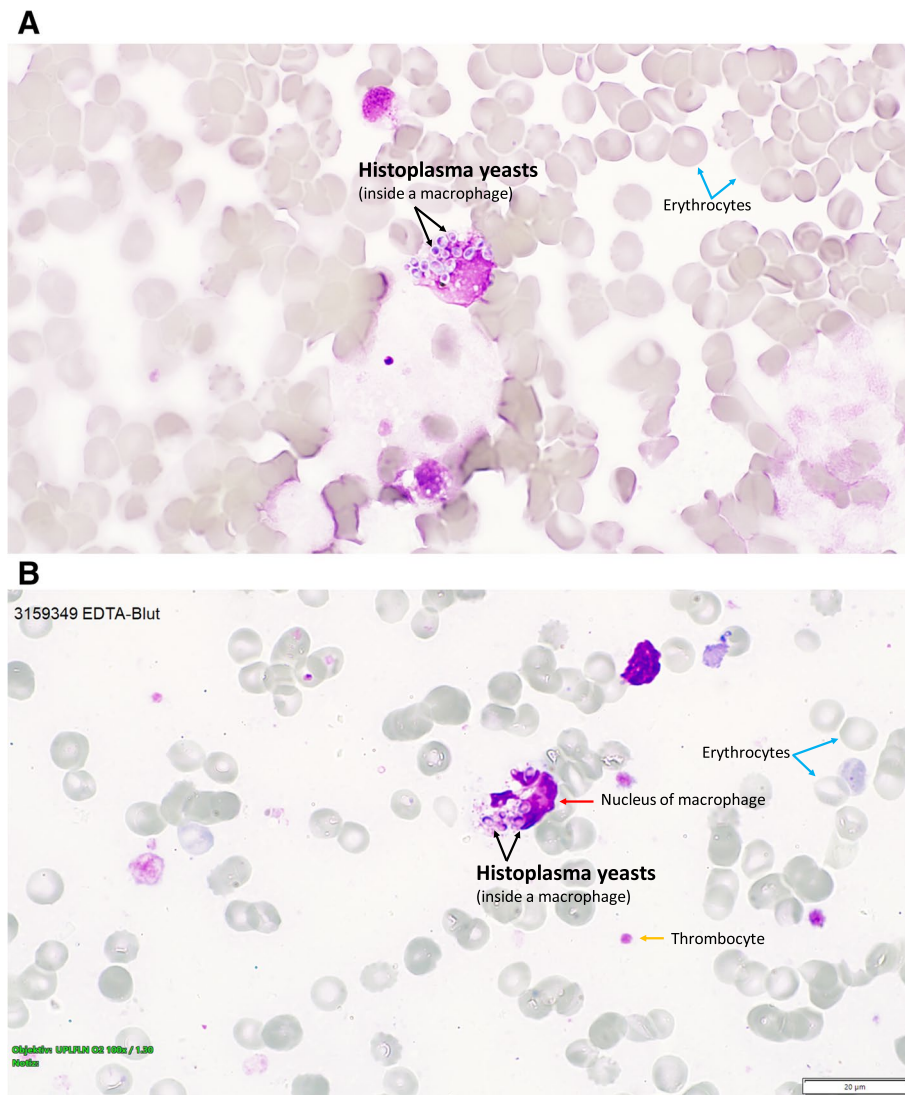 A
Histoplasma yeasts
(inside a macrophage)
Erythrocytes
B
3159349 EDTA-Blut
Erythrocytes
Nucleus of macrophage
Histoplasma yeasts
(inside a macrophage)
Thrombocyte
Objektiv: UPLFLN O2 100x / 1.30
Notiz:
20 µm